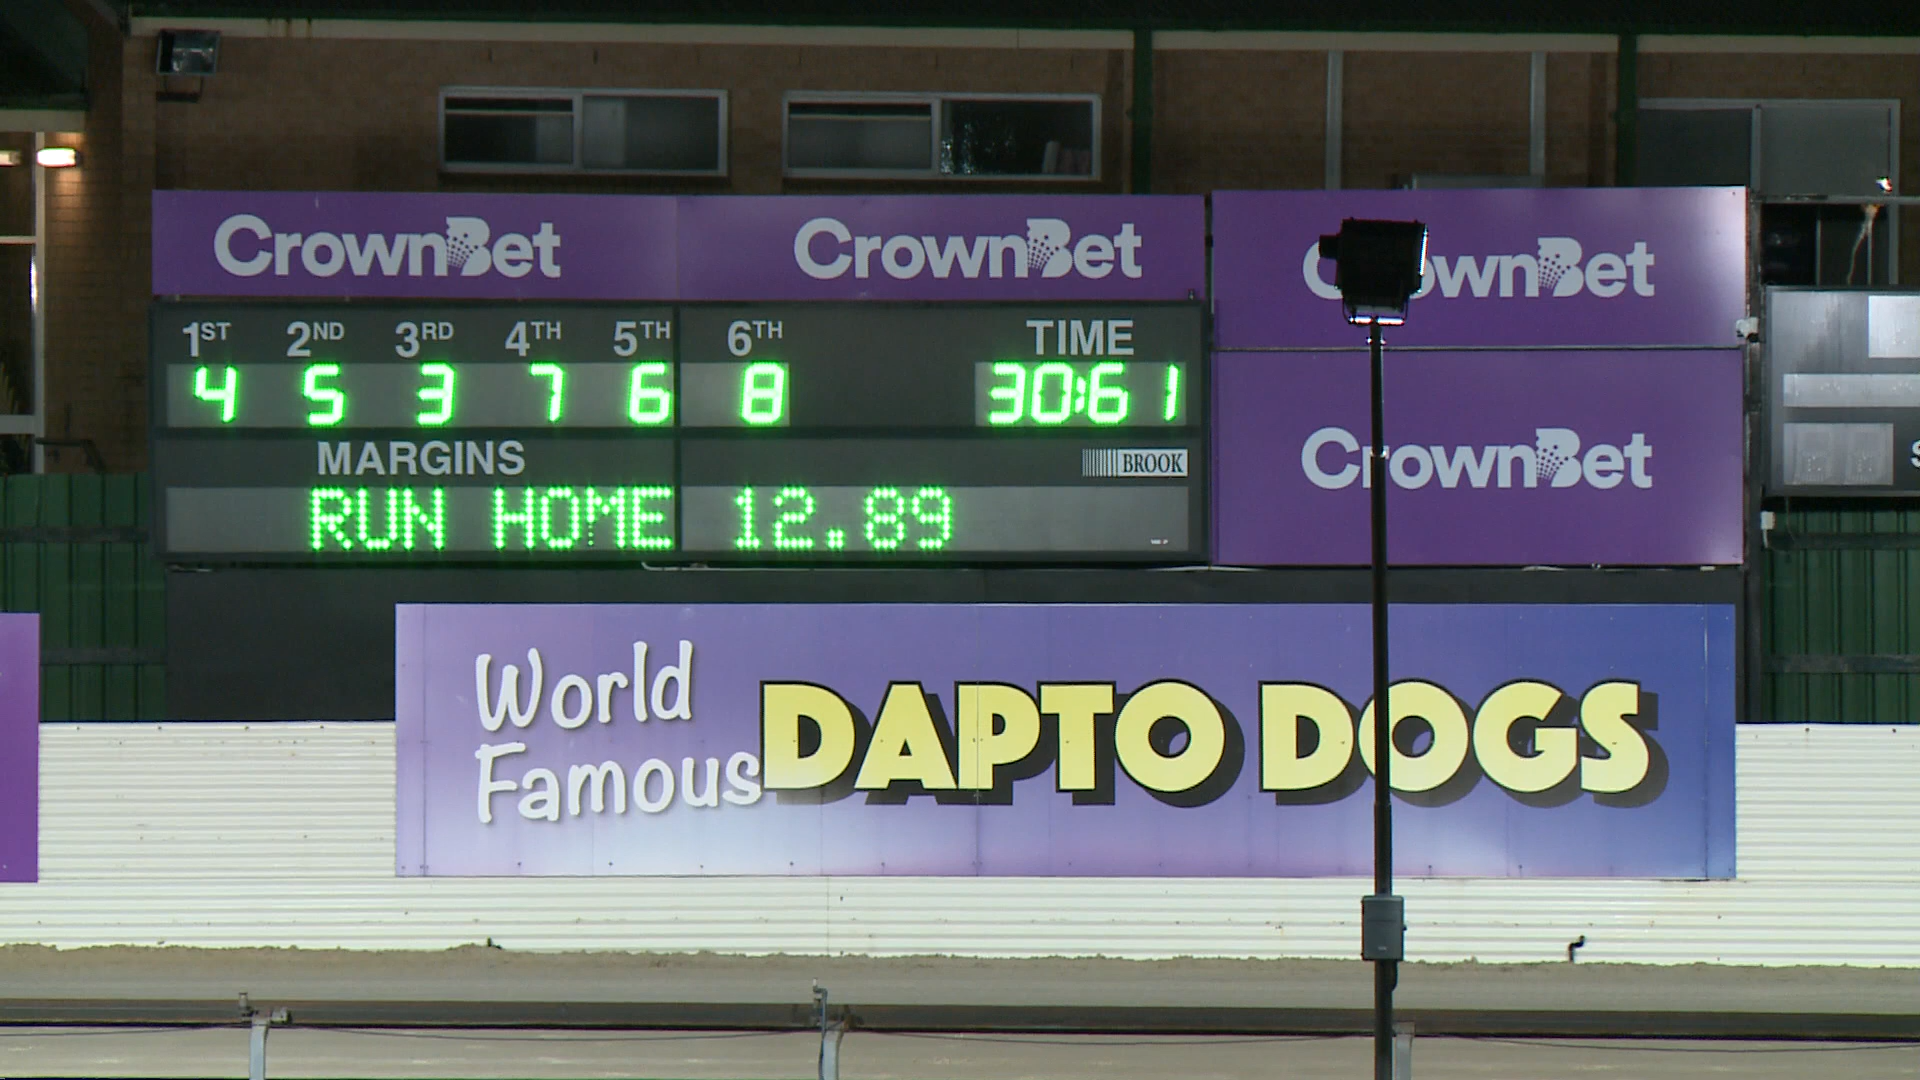 CrownBet CrownBet CrownBet
1ST 2ND 3RD 4TH 5TH 6TH TIME
4 5 3 7 6 8 30:61
CrownBet
MARGINS BROOK
RUN HOME 12.89
World
Famous DAPTO DOGS